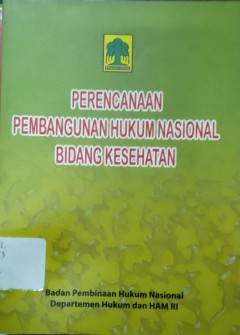 PERENCANAAN
PEMBANGUNAN HUKUM NASIONAL
BIDANG KESEHATAN
Badan Pembinaan Hukum Nasional
Departemen Hukum dan HAM RI